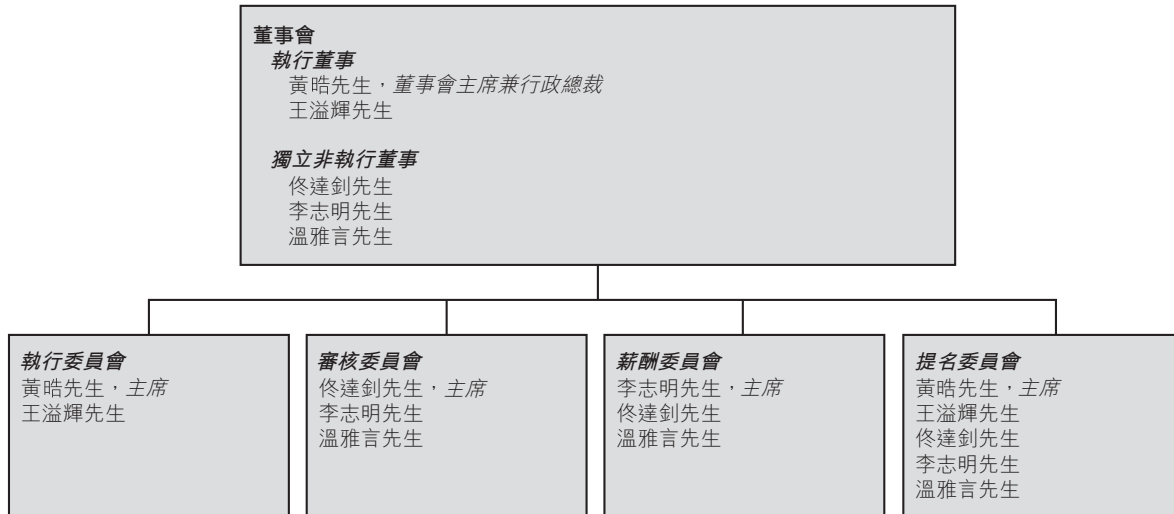 董事會
執行董事
黃晧先生，董事會主席兼行政總裁
王溢輝先生
獨立非執行董事
佟達釗先生
李志明先生
溫雅言先生
執行委員會
黃晧先生，主席
王溢輝先生
審核委員會
佟達釗先生，主席
李志明先生
溫雅言先生
薪酬委員會
李志明先生，主席
佟達釗先生
溫雅言先生
提名委員會
黃晧先生，主席
王溢輝先生
佟達釗先生
李志明先生
溫雅言先生